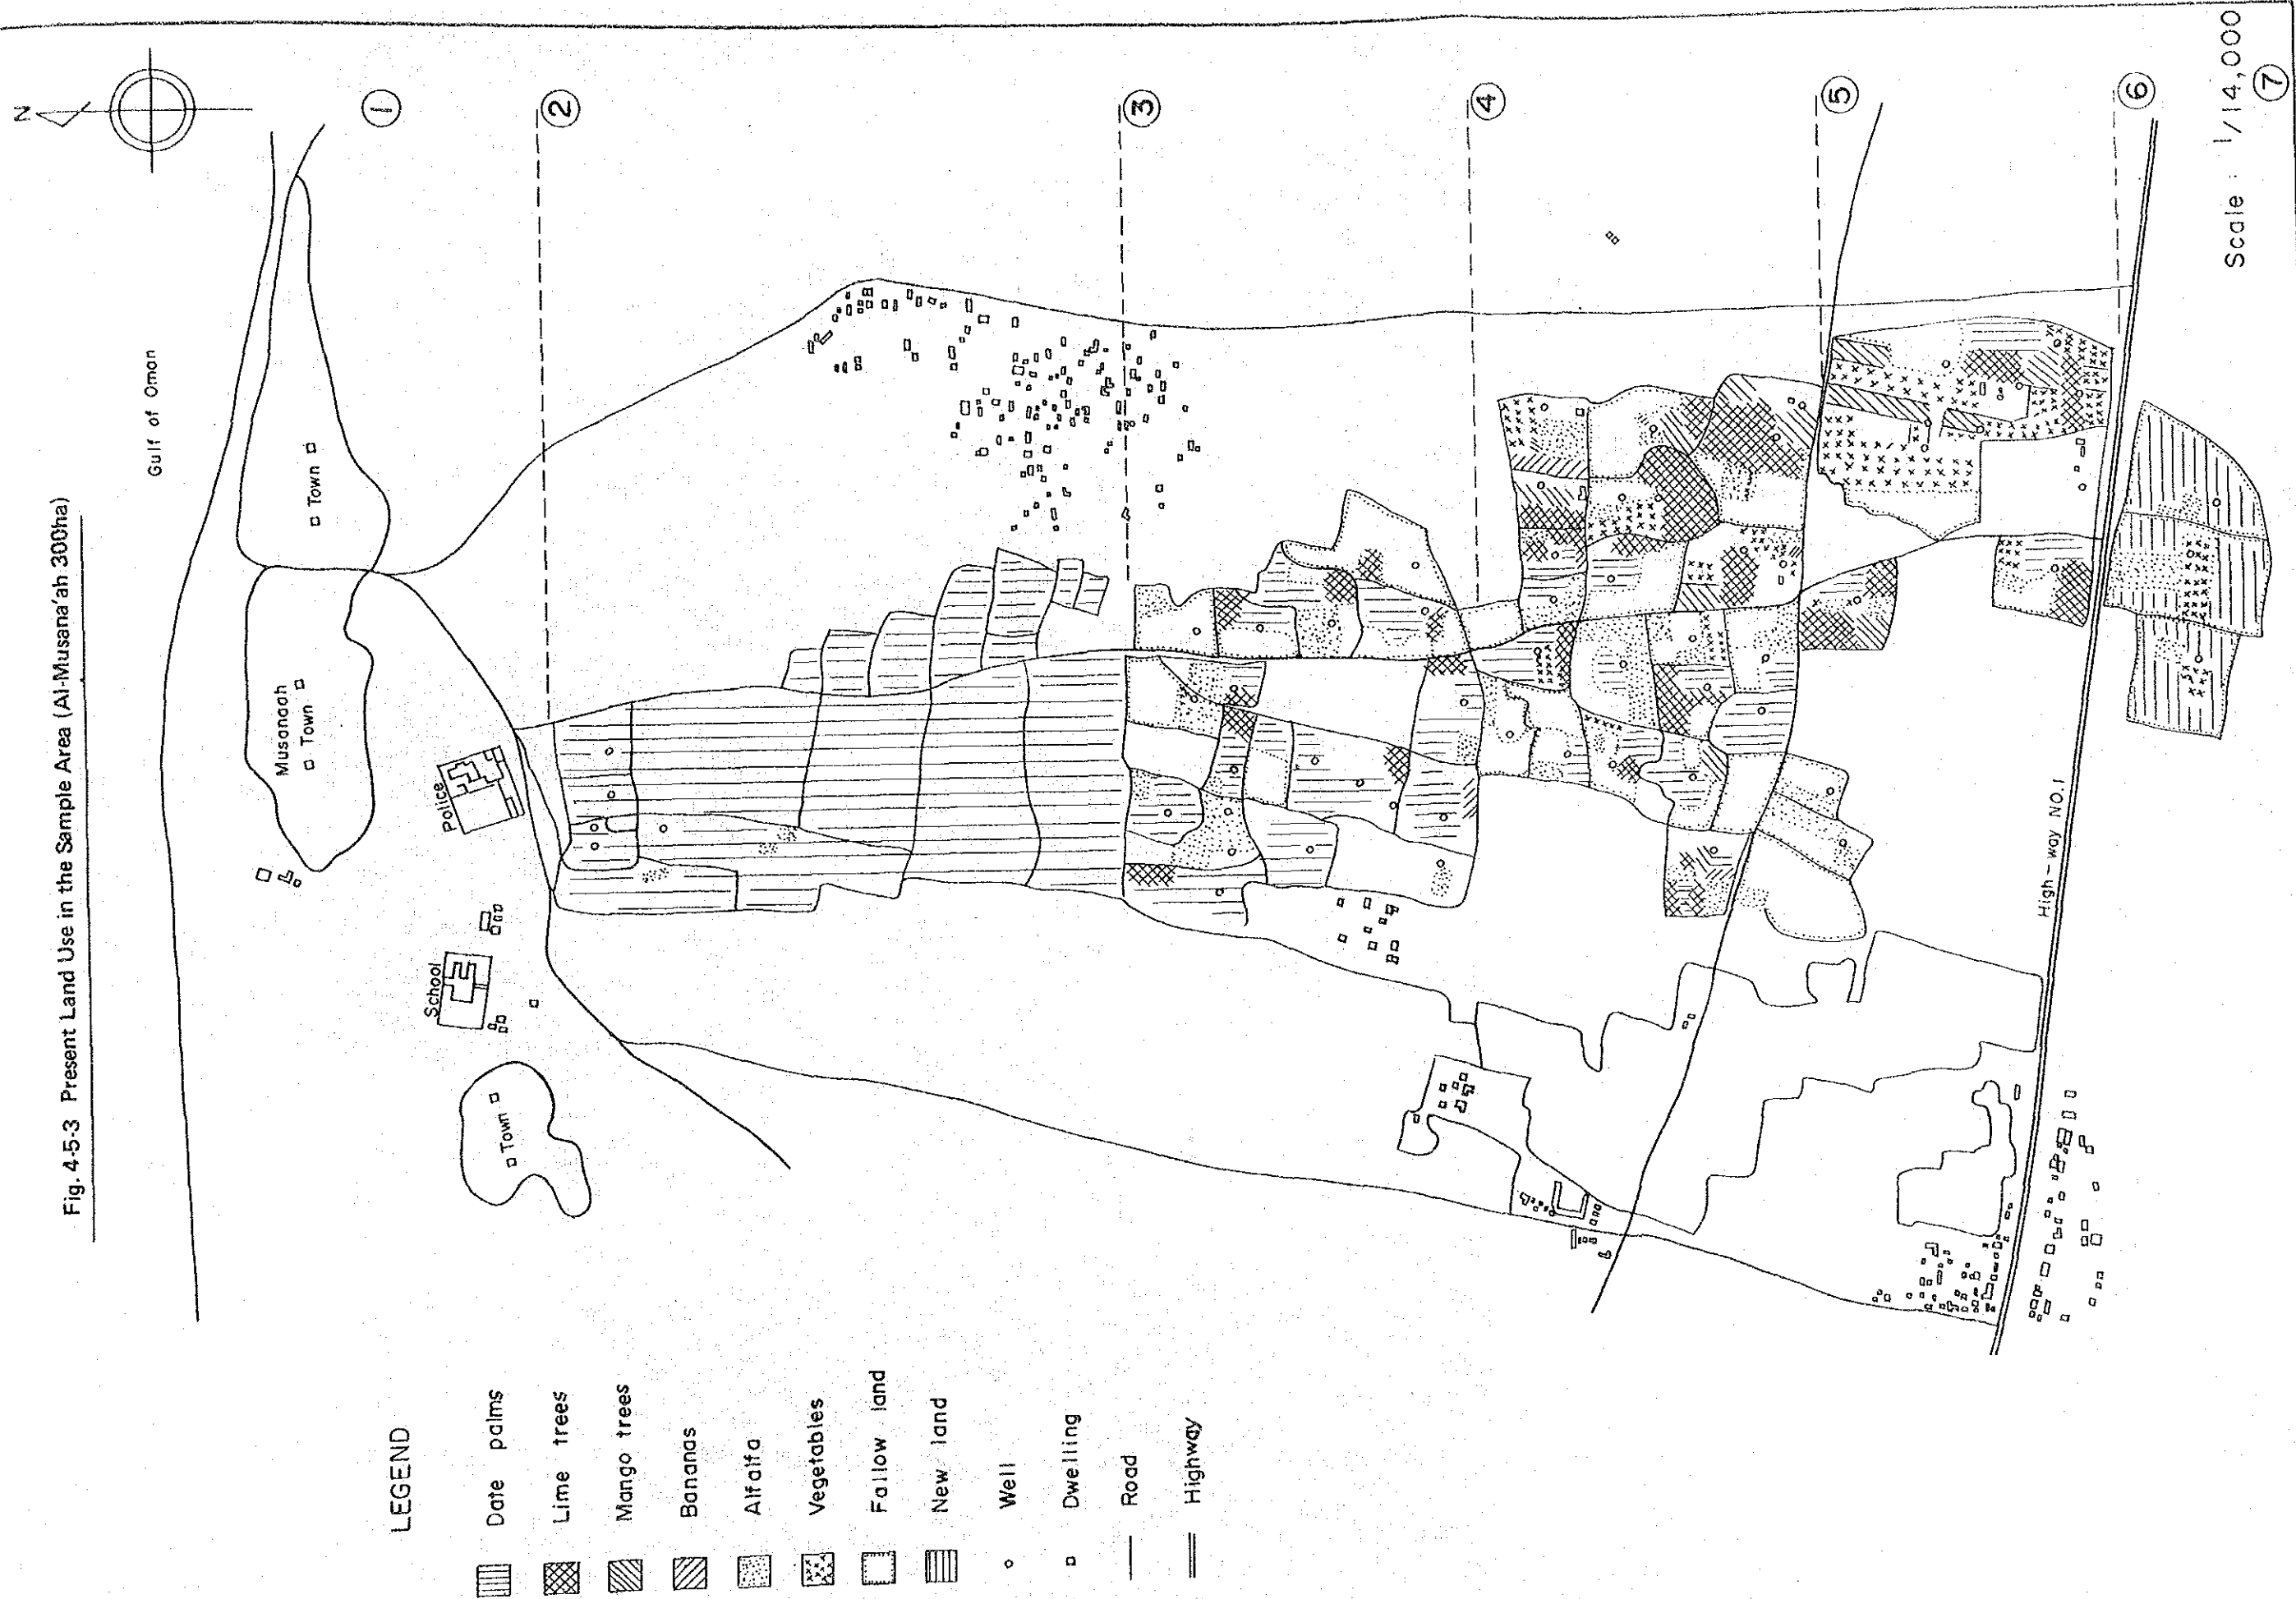 Fig. 4-5-3 Present Land Use in the Sample Area (Al-Musana'ah 300ha)
N
Gulf of Oman
①
②
③
④
⑤
⑥
⑦
Town
Musanaah
Town
Police
School
Town
High-way NO.1
Scale : 1/14,000
LEGEND
Date palms
Lime trees
Mango trees
Bananas
Alfalfa
Vegetables
Fallow land
New land
Well
Dwelling
Road
Highway